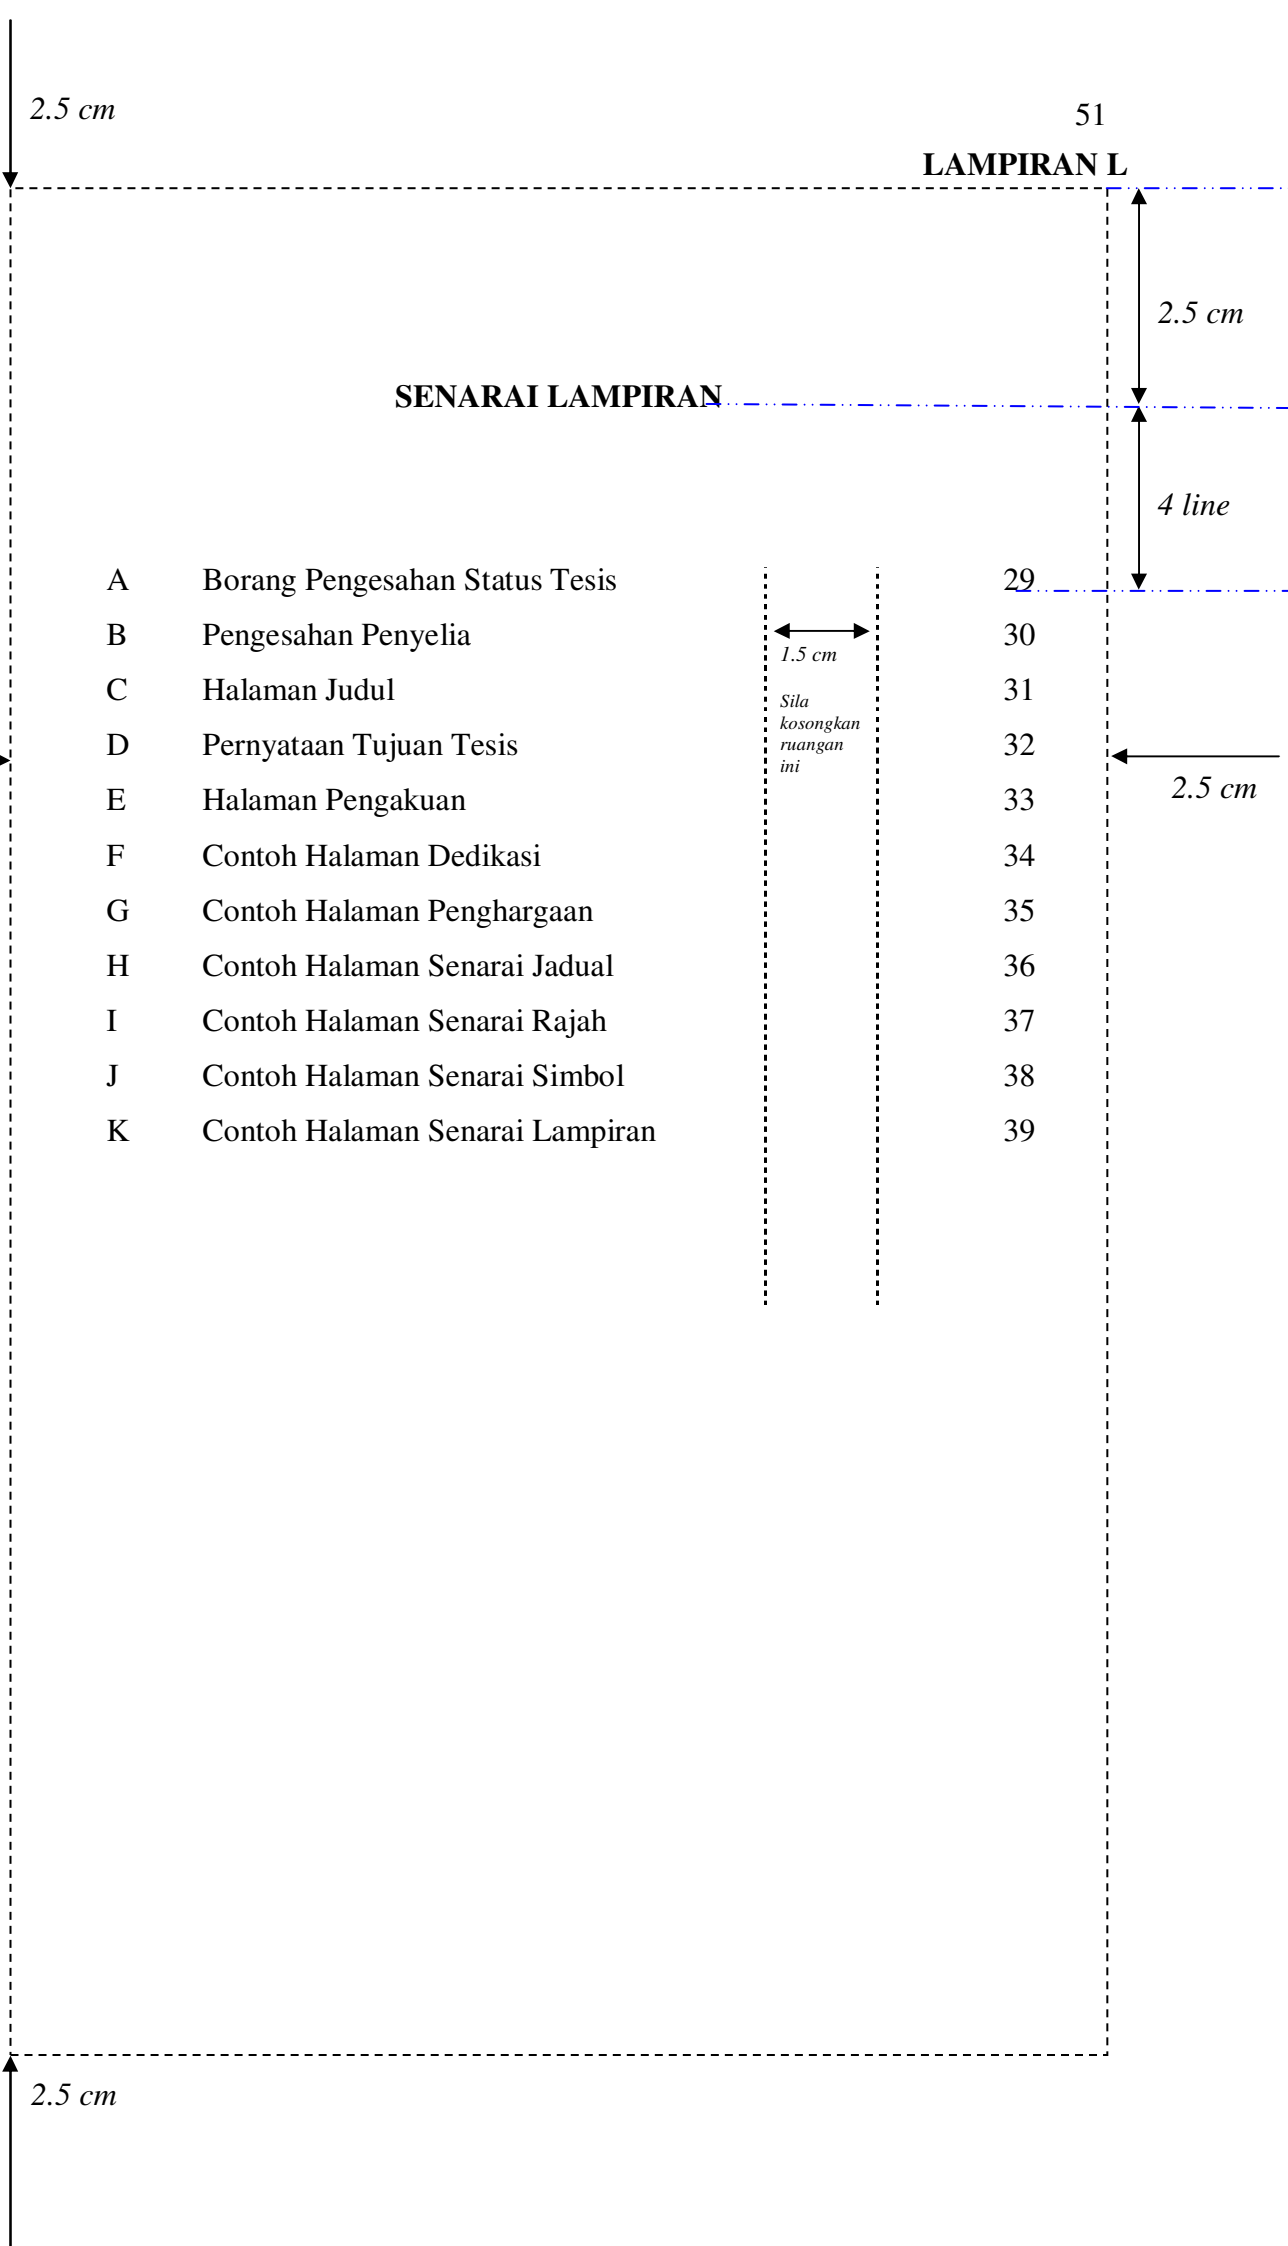 2.5 cm
51
LAMPIRAN L
2.5 cm
SENARAI LAMPIRAN
4 line
A Borang Pengesahan Status Tesis 29
B Pengesahan Penyelia 30
1.5 cm
C Halaman Judul 31
Sila
kosongkan
ruangan
ini
D Pernyataan Tujuan Tesis 32
E Halaman Pengakuan 33
2.5 cm
F Contoh Halaman Dedikasi 34
G Contoh Halaman Penghargaan 35
H Contoh Halaman Senarai Jadual 36
I Contoh Halaman Senarai Rajah 37
J Contoh Halaman Senarai Simbol 38
K Contoh Halaman Senarai Lampiran 39
2.5 cm